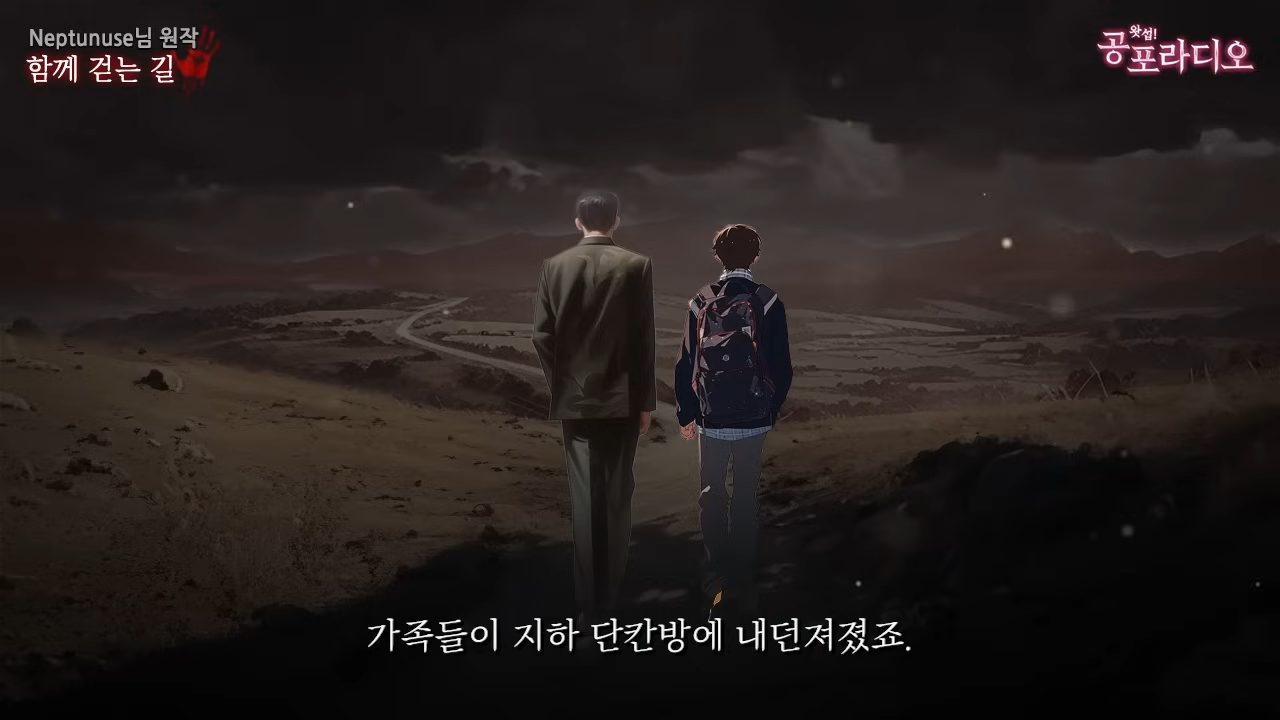 Neptunuse님 원작
함께 걷는 길
왓섭!
공포라디오
가족들이 지하 단칸방에 내던져졌죠.